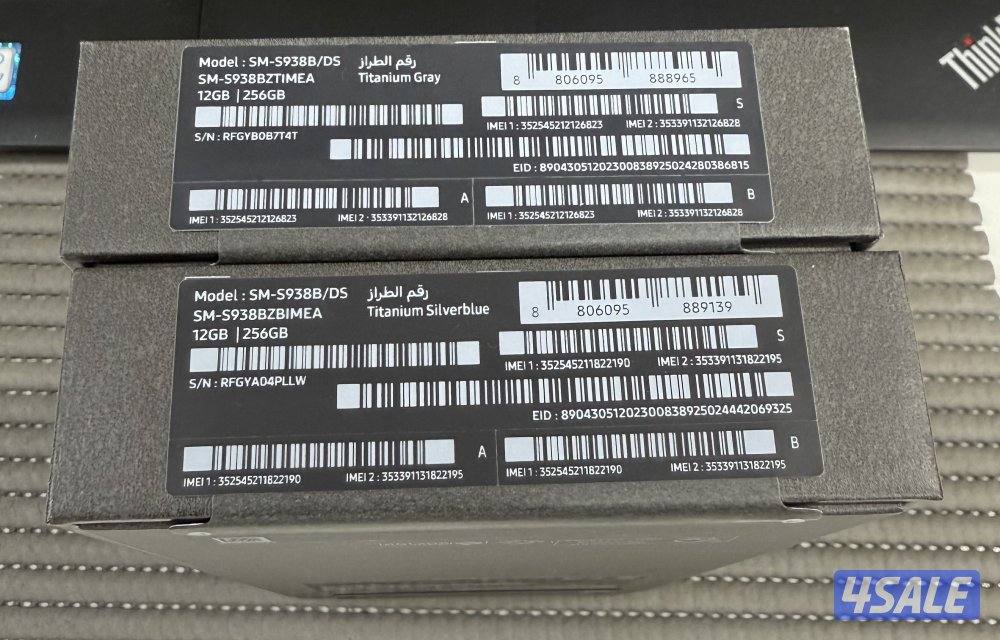 Think
Model : SM-S938B/DS رقم الطراز
SM-S938BZTIMEA Titanium Gray
12GB | 256GB
8 806095 888965
S
IMEI 1 : 352545212126823 IMEI 2 : 353391132126828
S/N : RFGYB0B7T4T
EID : 89043051202300838925024280386815
A
IMEI 1 : 352545212126823 IMEI 2 : 353391132126828
B
IMEI 1 : 352545212126823 IMEI 2 : 353391132126828
Model : SM-S938B/DS رقم الطراز
SM-S938BZBIMEA Titanium Silverblue
12GB | 256GB
8 806095 889139
S
IMEI 1 : 352545211822190 IMEI 2 : 353391131822195
S/N : RFGYA04PLLW
EID : 89043051202300838925024442069325
A
IMEI 1 : 352545211822190 IMEI 2 : 353391131822195
B
IMEI 1 : 352545211822190 IMEI 2 : 353391131822195
4SALE